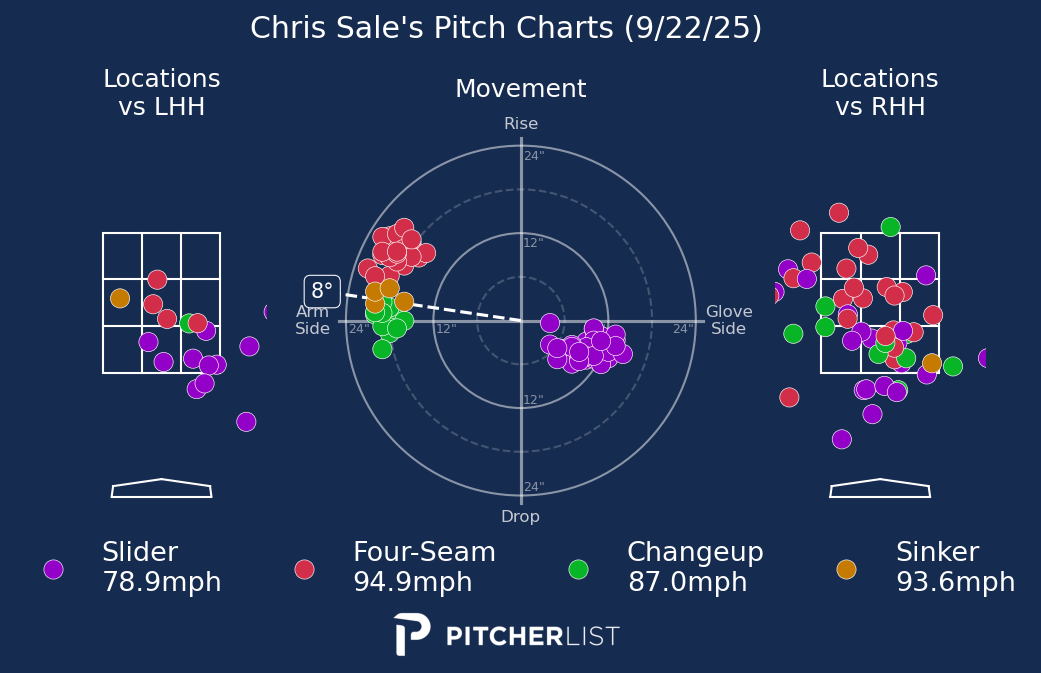 Chris Sale's Pitch Charts (9/22/25)
Locations
vs LHH
Movement
Locations
vs RHH
Rise
24"
12"
8°
Arm
Side
24"
12"
24"
Glove
Side
12"
24"
Drop
Slider
78.9mph
Four-Seam
94.9mph
Changeup
87.0mph
Sinker
93.6mph
PITCHERLIST